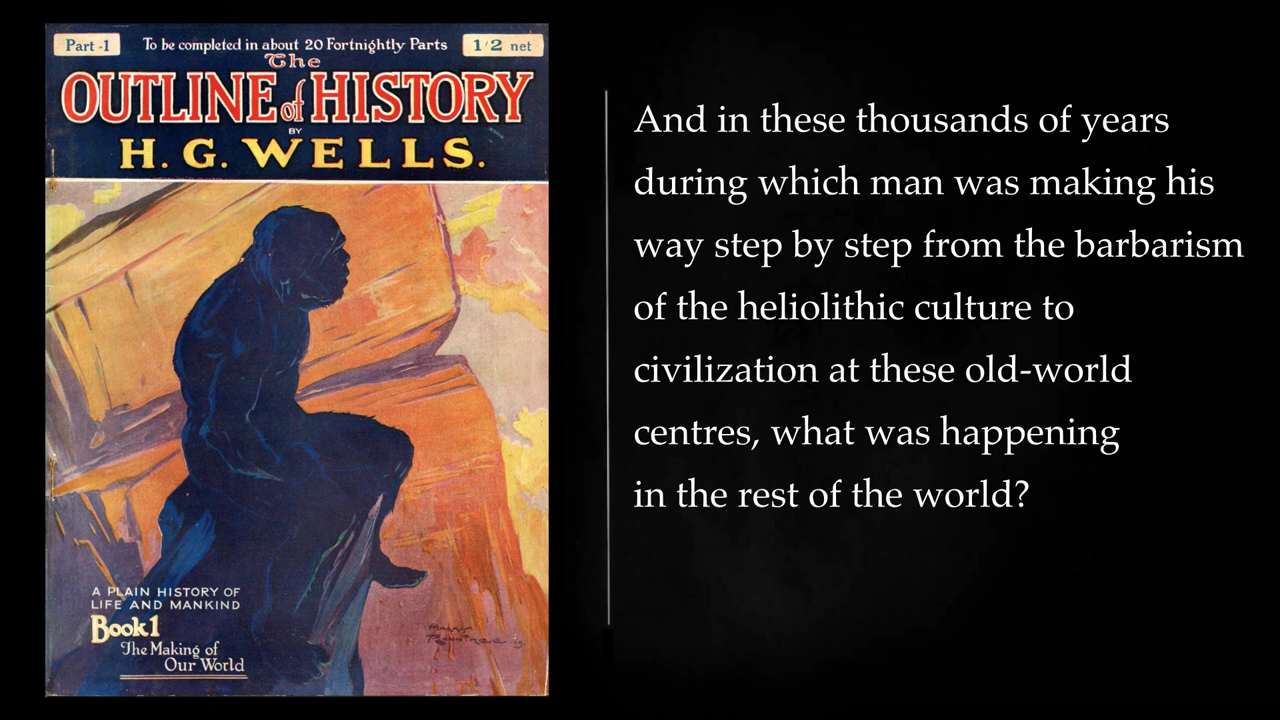 Part -1
To be completed in about 20 Fortnightly Parts
1/2 net
The
OUTLINE of HISTORY
BY
H. G. WELLS.
A PLAIN HISTORY OF
LIFE AND MANKIND
Book 1
The Making of
Our World
And in these thousands of years
during which man was making his
way step by step from the barbarism
of the heliolithic culture to
civilization at these old-world
centres, what was happening
in the rest of the world?